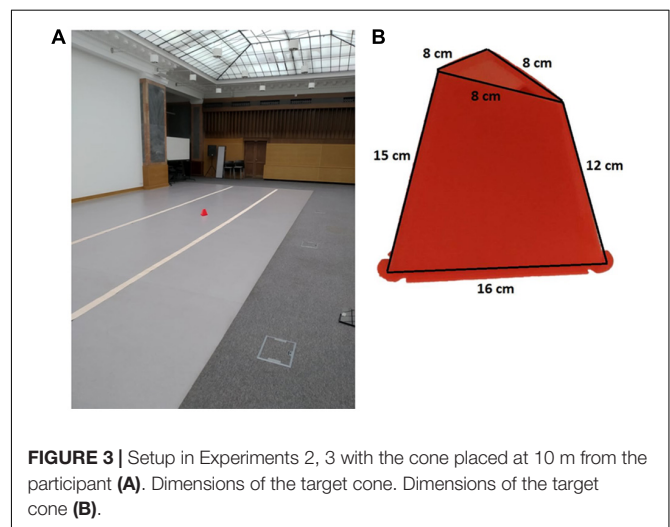 A
B
8 cm
8 cm
8 cm
15 cm
12 cm
16 cm
FIGURE 3 | Setup in Experiments 2, 3 with the cone placed at 10 m from the
participant (A). Dimensions of the target cone. Dimensions of the target
cone (B).